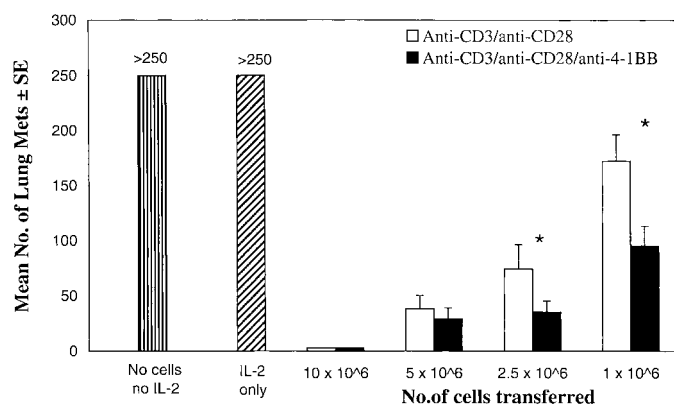 Mean No. of Lung Mets ± SE
300
250
200
150
100
50
0
>250
>250
Anti-CD3/anti-CD28
Anti-CD3/anti-CD28/anti-4-1BB
*
*
No cells
no IL-2
IL-2
only
10 x 10^6
5 x 10^6
2.5 x 10^6
1 x 10^6
No.of cells transferred